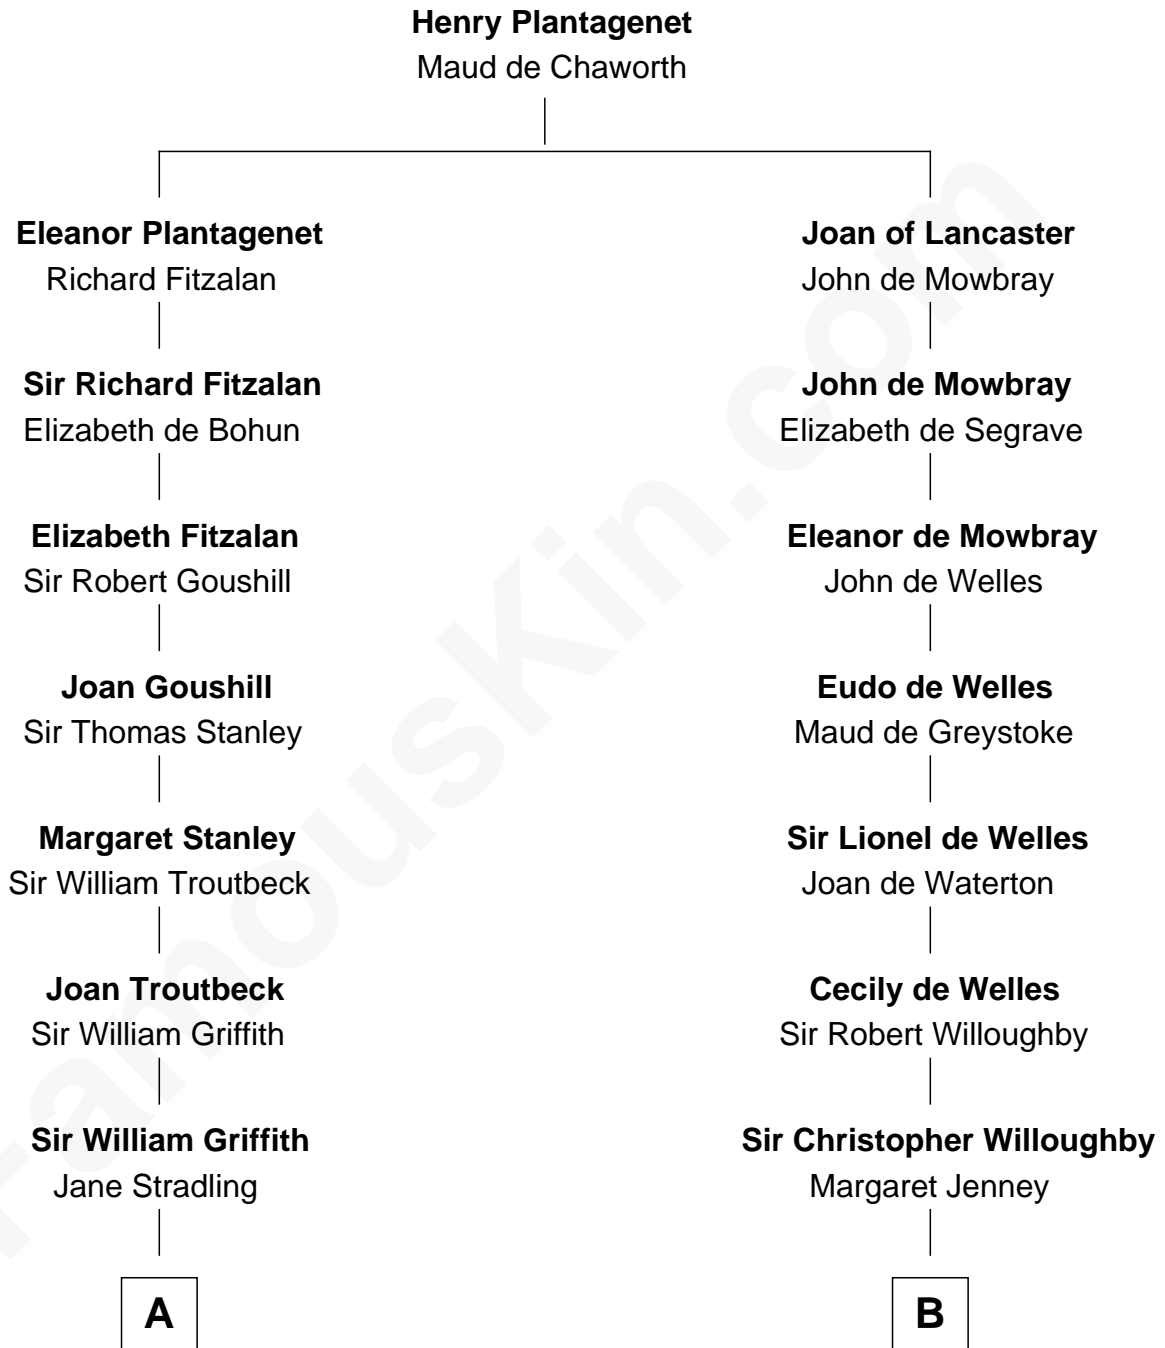 Henry Plantagenet
Maud de Chaworth
Eleanor Plantagenet
Richard Fitzalan
Joan of Lancaster
John de Mowbray
Sir Richard Fitzalan
Elizabeth de Bohun
John de Mowbray
Elizabeth de Segrave
Elizabeth Fitzalan
Sir Robert Goushill
Eleanor de Mowbray
John de Welles
Joan Goushill
Sir Thomas Stanley
Eudo de Welles
Maud de Greystoke
Margaret Stanley
Sir William Troutbeck
Sir Lionel de Welles
Joan de Waterton
Joan Troutbeck
Sir William Griffith
Cecily de Welles
Sir Robert Willoughby
Sir William Griffith
Jane Stradling
Sir Christopher Willoughby
Margaret Jenney
A
B
FamousKin.com